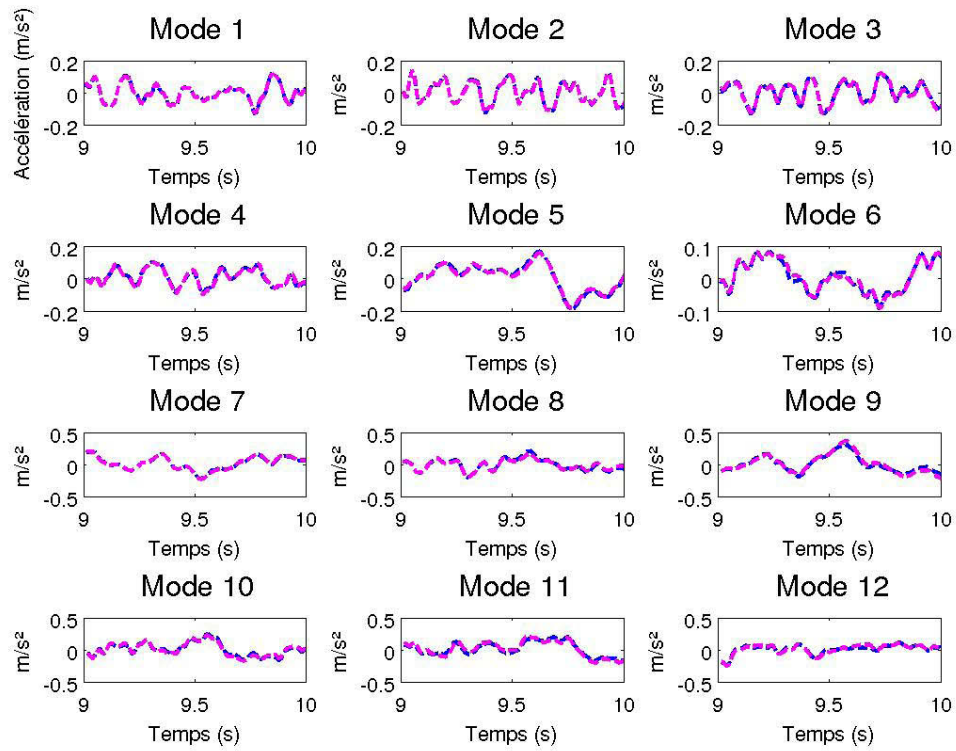 Mode 1
Mode 2
Mode 3
Accélération (m/s²)
0.2
0
-0.2
9
9.5
10
Temps (s)
m/s²
0.2
0
-0.2
9
9.5
10
Temps (s)
m/s²
0.2
0
-0.2
9
9.5
10
Temps (s)
Mode 4
Mode 5
Mode 6
m/s²
0.2
0
-0.2
9
9.5
10
Temps (s)
m/s²
0.2
0
-0.2
9
9.5
10
Temps (s)
m/s²
0.1
0
-0.1
9
9.5
10
Temps (s)
Mode 7
Mode 8
Mode 9
m/s²
0.5
0
-0.5
9
9.5
10
Temps (s)
m/s²
0.5
0
-0.5
9
9.5
10
Temps (s)
m/s²
0.5
0
-0.5
9
9.5
10
Temps (s)
Mode 10
Mode 11
Mode 12
m/s²
0.5
0
-0.5
9
9.5
10
Temps (s)
m/s²
0.5
0
-0.5
9
9.5
10
Temps (s)
m/s²
0.5
0
-0.5
9
9.5
10
Temps (s)